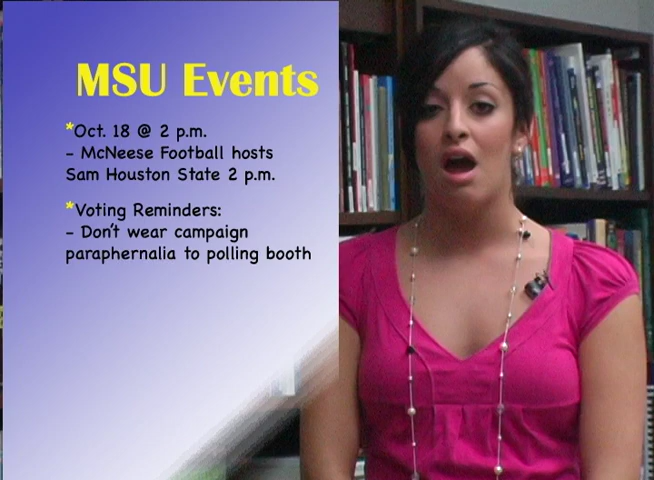 MSU Events
*Oct. 18 @ 2 p.m.
- McNeese Football hosts
Sam Houston State 2 p.m.
*Voting Reminders:
- Don't wear campaign
paraphernalia to polling booth